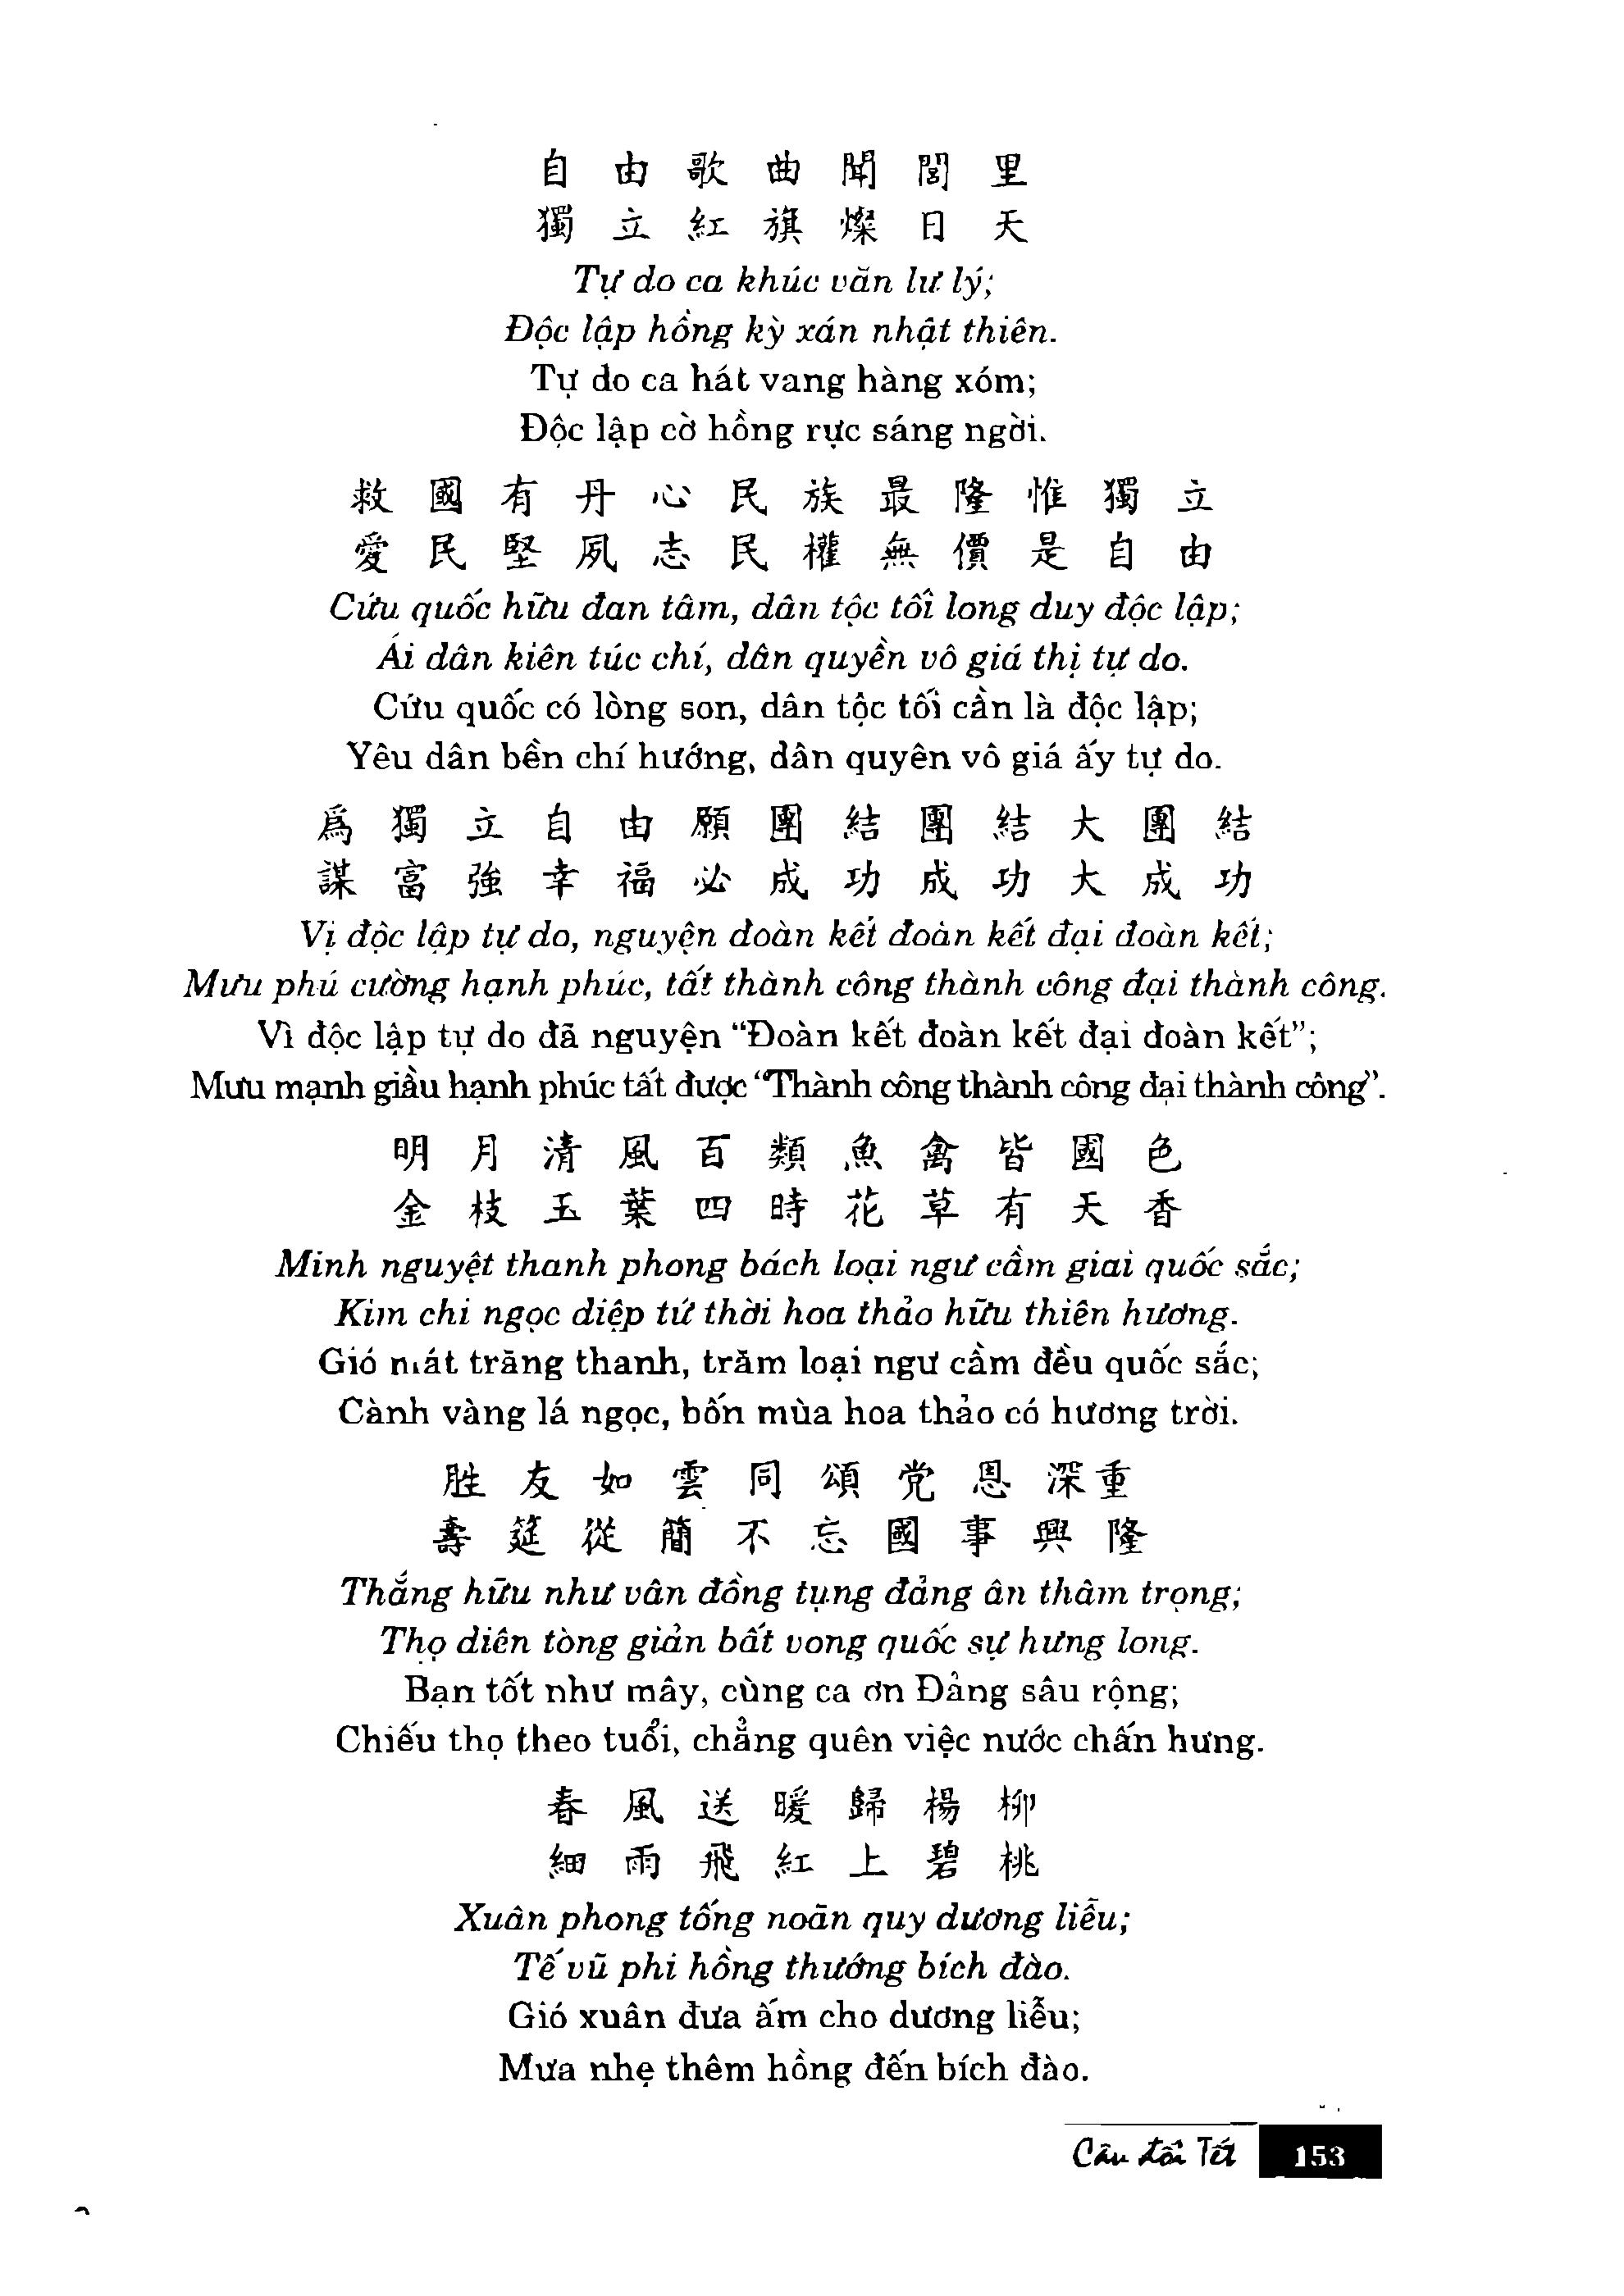 自由歌曲聞閭里
獨立紅旗燦日天
Tự do ca khúc văn lư lý;
Độc lập hồng kỳ xán nhật thiên.
Tự do ca hát vang hàng xóm;
Độc lập cờ hồng rực sáng ngời.
救國有丹心民族最隆惟獨立
愛民堅夙志民權無價是自由
Cứu quốc hữu đan tâm, dân tộc tối long duy độc lập;
Ái dân kiên túc chí, dân quyền vô giá thị tự do.
Cứu quốc có lòng son, dân tộc tối cần là độc lập;
Yêu dân bền chí hướng, dân quyên vô giá ấy tự do.
爲獨立自由願團結團結大團結
謀富強幸福必成功成功大成功
Vị độc lập tự do, nguyện đoàn kết đoàn kết đại đoàn kết;
Mưu phú cường hạnh phúc, tất thành công thành công đại thành công.
Vì độc lập tự do đã nguyện "Đoàn kết đoàn kết đại đoàn kết";
Mưu mạnh giầu hạnh phúc tất được "Thành công thành công đại thành công".
明月清風百類魚禽皆國色
金枝玉葉四時花草有天香
Minh nguyệt thanh phong bách loại ngư cầm giai quốc sắc;
Kim chi ngọc diệp tứ thời hoa thảo hữu thiên hương.
Gió mát trăng thanh, trăm loại ngư cầm đều quốc sắc;
Cành vàng lá ngọc, bốn mùa hoa thảo có hương trời.
胜友如雲同頌党恩深重
壽筵從簡不忘國事興隆
Thắng hữu như vân đồng tụng đảng ân thâm trọng;
Thọ diên tòng giản bất vong quốc sự hưng long.
Bạn tốt như mây, cùng ca ơn Đảng sâu rộng;
Chiếu thọ theo tuổi, chẳng quên việc nước chấn hưng.
春風送暖歸楊柳
細雨飛紅上碧桃
Xuân phong tống noãn quy dương liễu;
Tế vũ phi hồng thướng bích đào.
Gió xuân đưa ấm cho dương liễu;
Mưa nhẹ thêm hồng đến bích đào.
Câu đối Tết 153